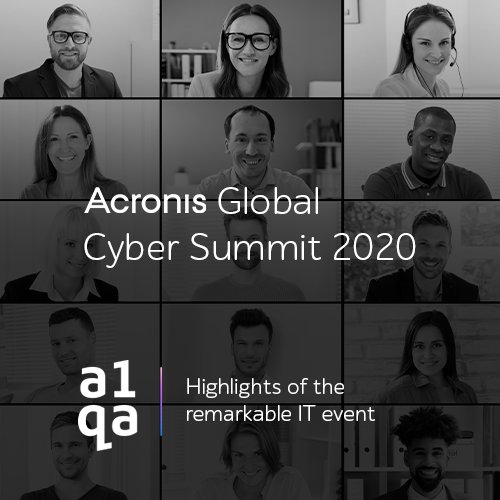 Acronis Global
Cyber Summit 2020
a1
qa
Highlights of the
remarkable IT event